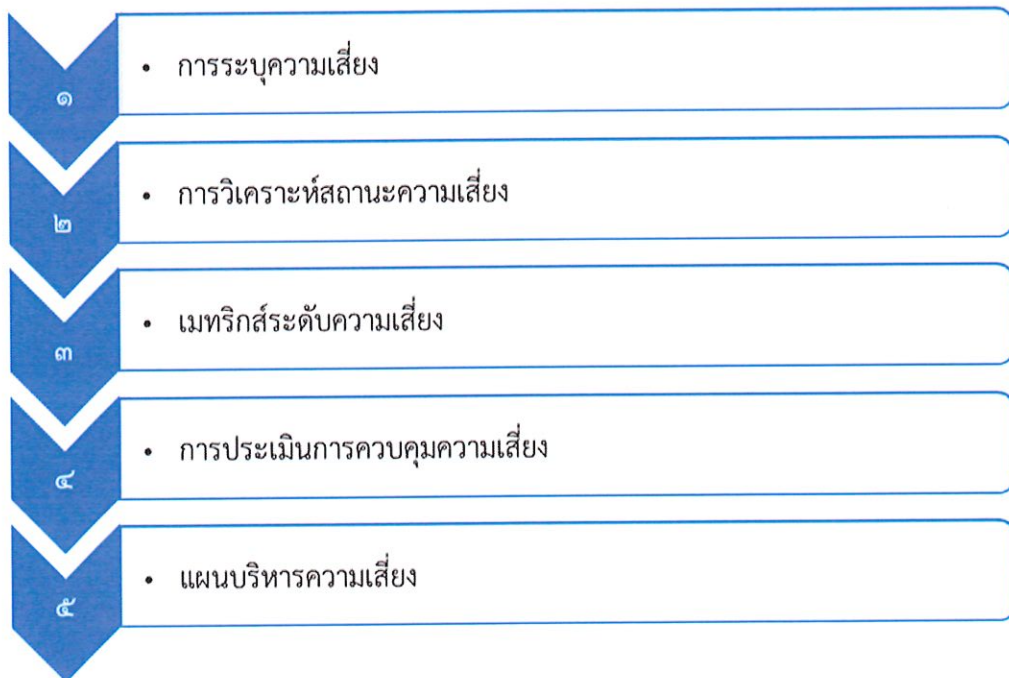 ๑
• การระบุความเสี่ยง
๒
• การวิเคราะห์สถานะความเสี่ยง
๓
• เมทริกส์ระดับความเสี่ยง
๔
• การประเมินการควบคุมความเสี่ยง
๕
• แผนบริหารความเสี่ยง